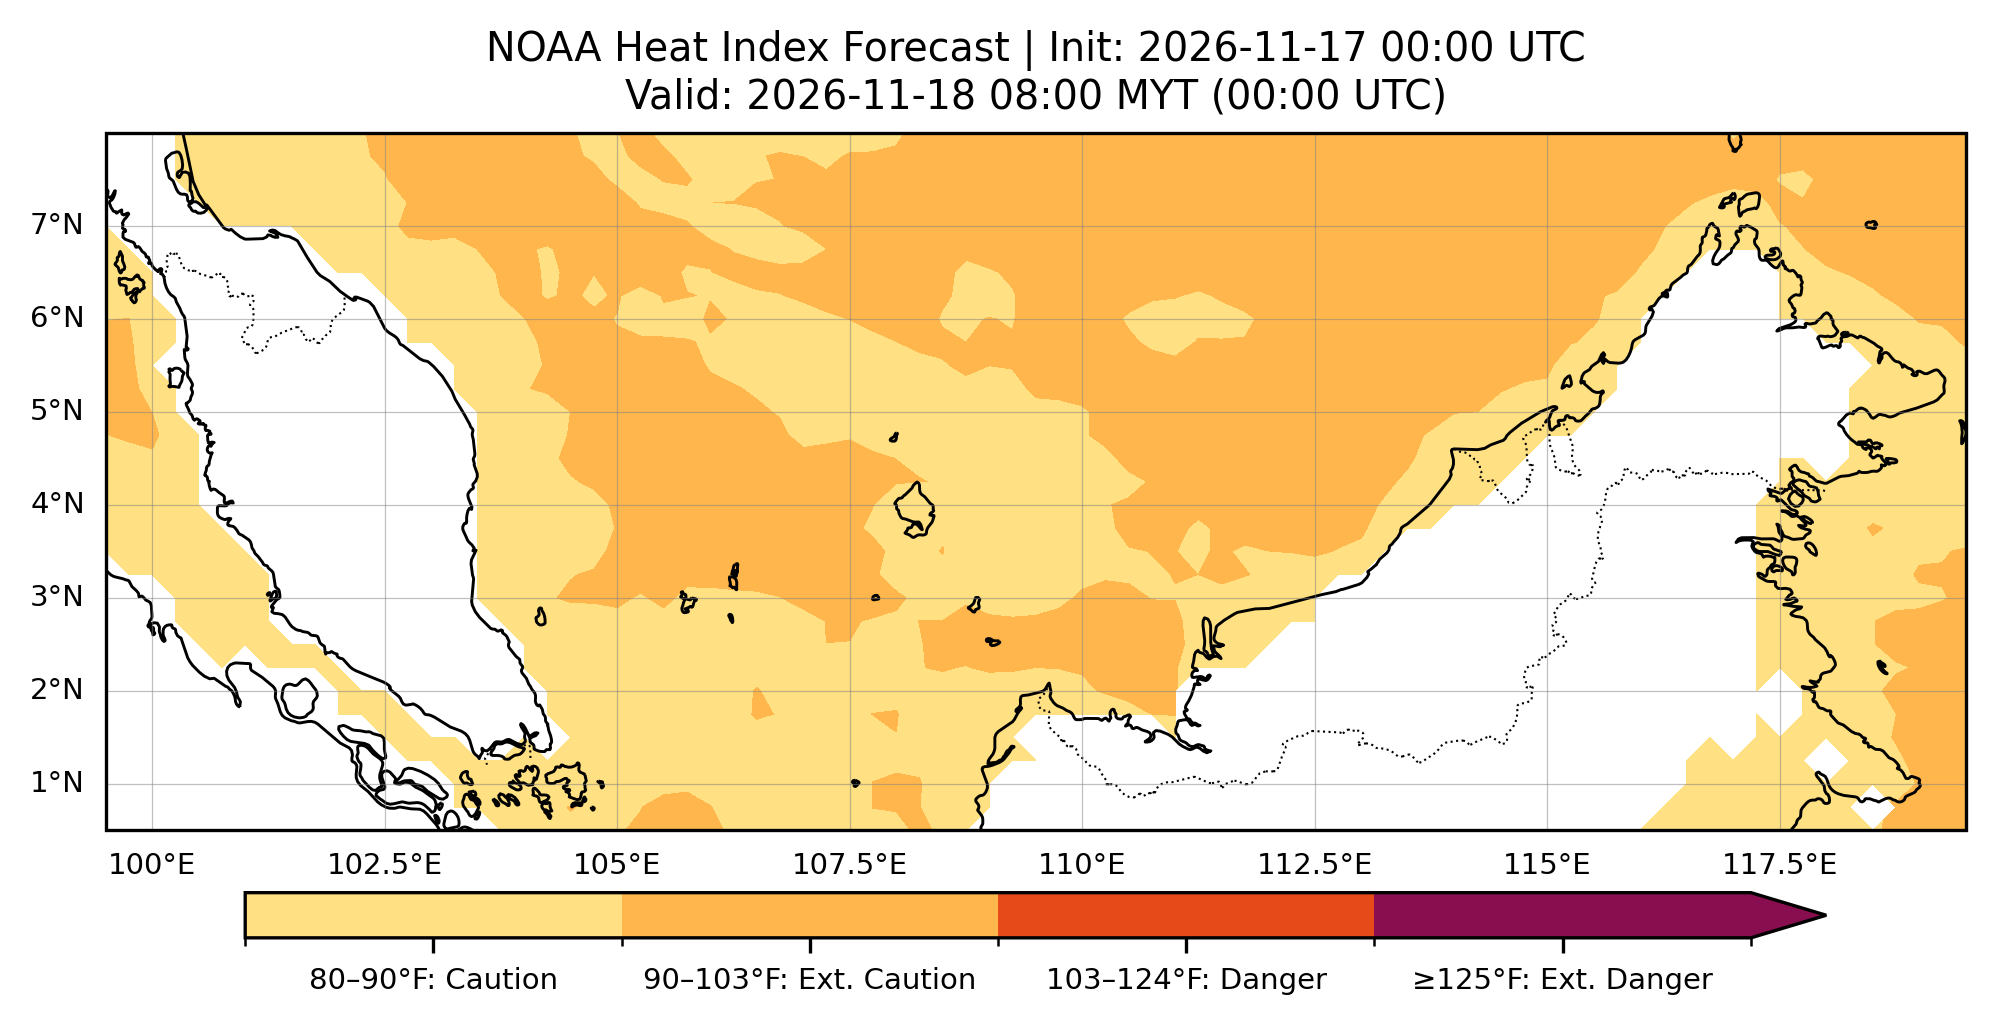 NOAA Heat Index Forecast | Init: 2026-11-17 00:00 UTC
Valid: 2026-11-18 08:00 MYT (00:00 UTC)
7°N
6°N
5°N
4°N
3°N
2°N
1°N
100°E 102.5°E 105°E 107.5°E 110°E 112.5°E 115°E 117.5°E
80–90°F: Caution 90–103°F: Ext. Caution 103–124°F: Danger ≥125°F: Ext. Danger